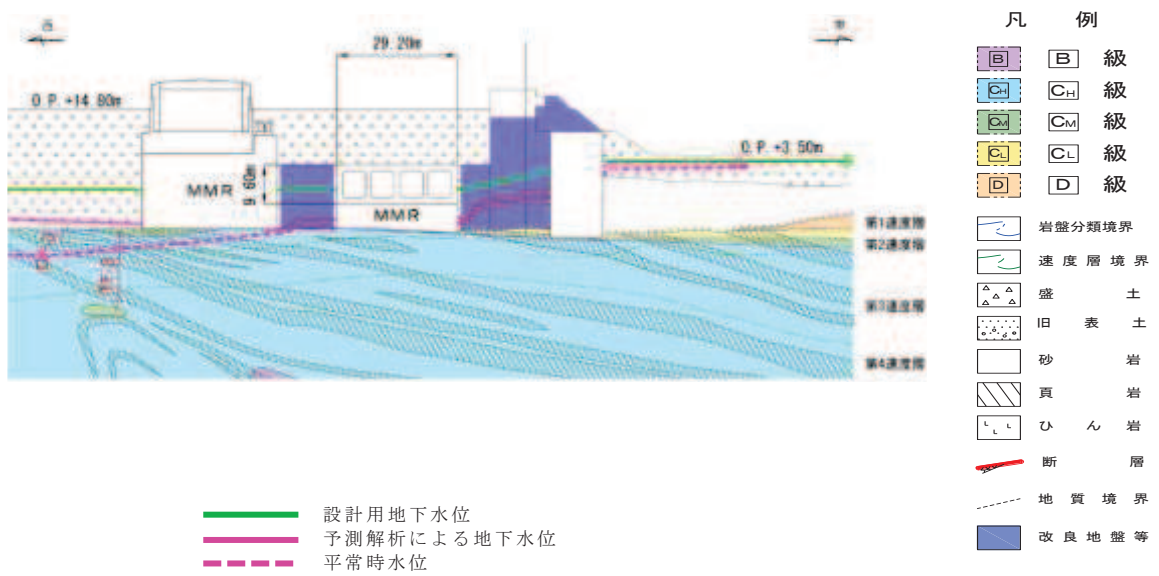 29.20m
O.P.+14.80m
O.P.+3.50m
MMR
9.60m
MMR
第1速度層
第2速度層
第3速度層
第4速度層
凡 例
B B 級
CH CH 級
CM CM 級
CL CL 級
D D 級
岩盤分類境界
速度層境界
盛土
旧表土
砂岩
頁岩
ひん岩
断層
地質境界
改良地盤等
設計用地下水位
予測解析による地下水位
平常時水位